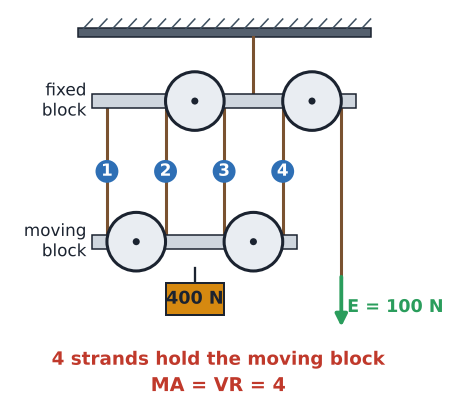 fixed
block
1
2
3
4
moving
block
400 N
E = 100 N
4 strands hold the moving block
MA = VR = 4